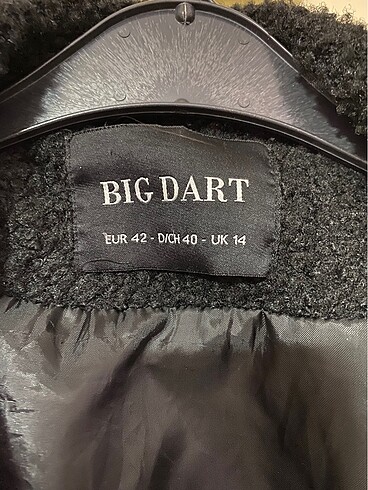 BIG DART
EUR 42 - D/CH 40 - UK 14